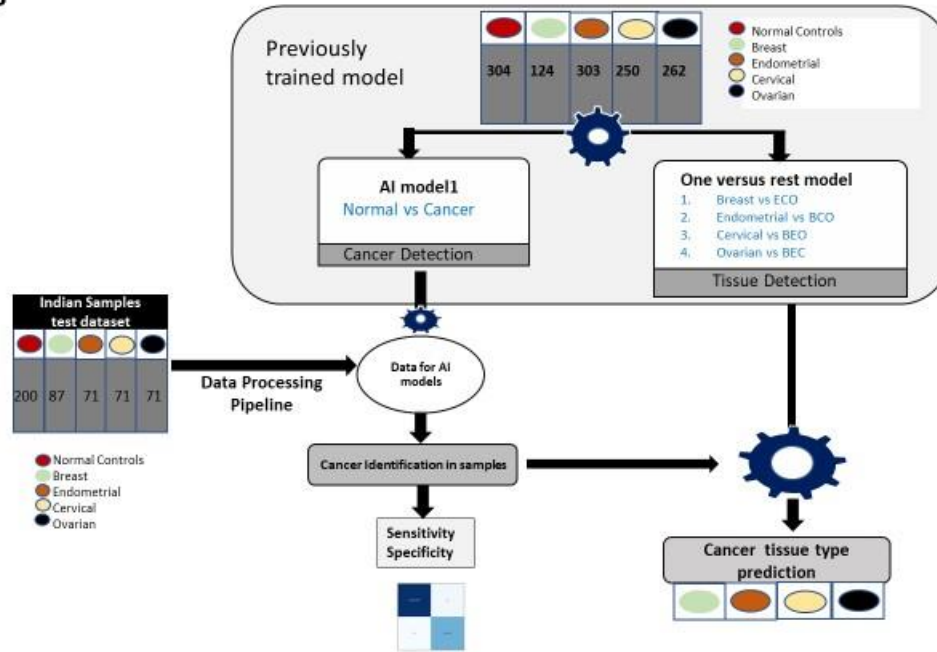 Previously
trained model
304 124 303 250 262
Normal Controls
Breast
Endometrial
Cervical
Ovarian
AI model1
Normal vs Cancer
Cancer Detection
One versus rest model
1. Breast vs ECO
2. Endometrial vs BCO
3. Cervical vs BEO
4. Ovarian vs BEC
Tissue Detection
Indian Samples
test dataset
200 87 71 71 71
Normal Controls
Breast
Endometrial
Cervical
Ovarian
Data Processing
Pipeline
Data for AI
models
Cancer Identification in samples
Sensitivity
Specificity
Cancer tissue type
prediction